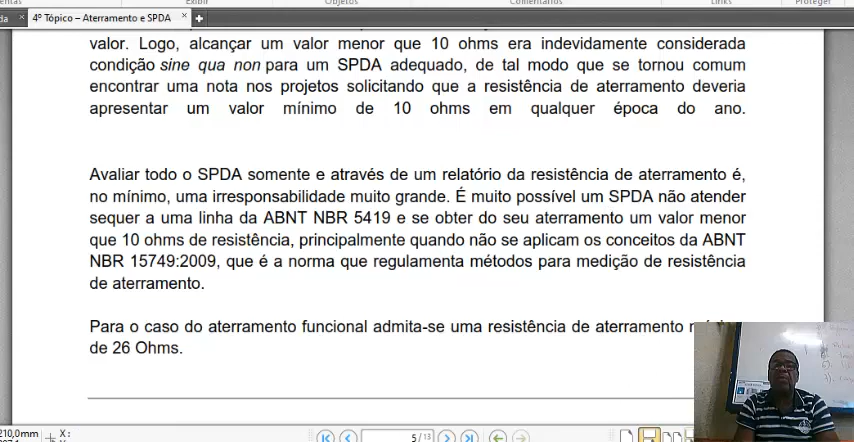 Exibir
Objetos
Comentários
Links
Proteger
4º Tópico – Aterramento e SPDA
valor. Logo, alcançar um valor menor que 10 ohms era indevidamente considerada
condição sine qua non para um SPDA adequado, de tal modo que se tornou comum
encontrar uma nota nos projetos solicitando que a resistência de aterramento deveria
apresentar um valor mínimo de 10 ohms em qualquer época do ano.
Avaliar todo o SPDA somente e através de um relatório da resistência de aterramento é,
no mínimo, uma irresponsabilidade muito grande. É muito possível um SPDA não atender
sequer a uma linha da ABNT NBR 5419 e se obter do seu aterramento um valor menor
que 10 ohms de resistência, principalmente quando não se aplicam os conceitos da ABNT
NBR 15749:2009, que é a norma que regulamenta métodos para medição de resistência
de aterramento.
Para o caso do aterramento funcional admita-se uma resistência de aterramento
de 26 Ohms.
210,0mm X:
5 / 13